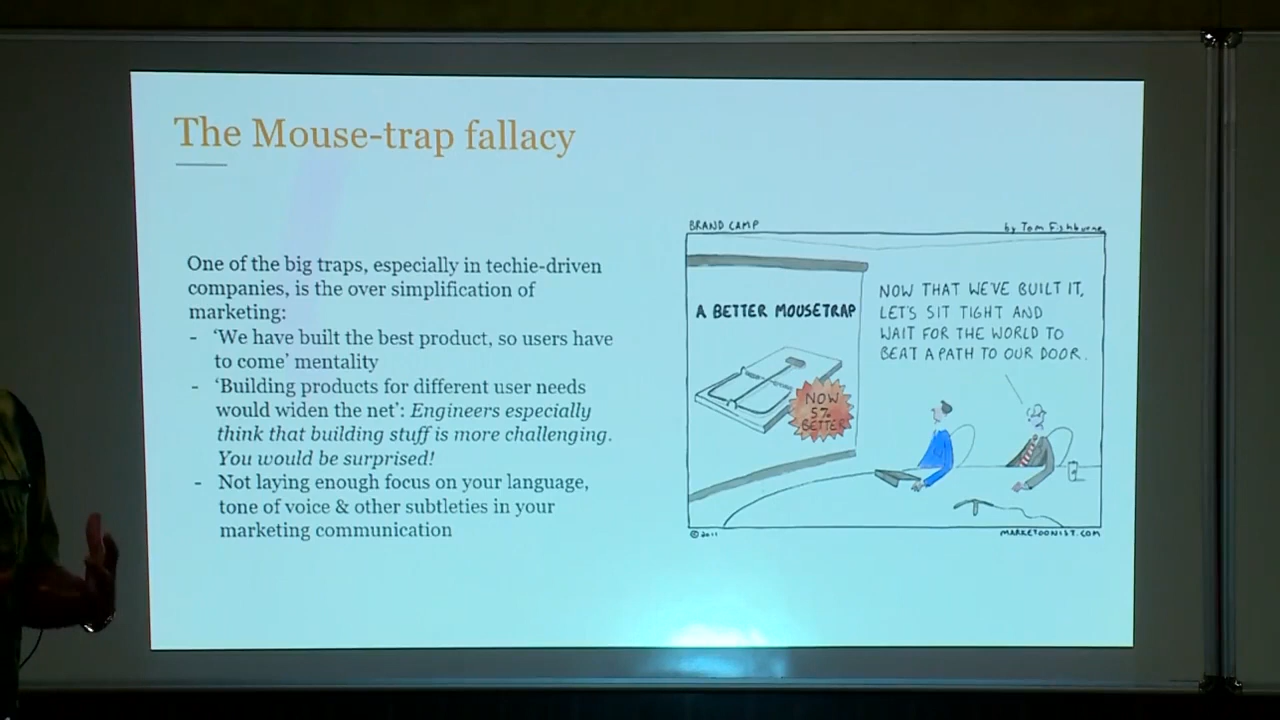 The Mouse-trap fallacy
One of the big traps, especially in techie-driven
companies, is the over simplification of
marketing:
- ‘We have built the best product, so users have
to come’ mentality
- ‘Building products for different user needs
would widen the net’: Engineers especially
think that building stuff is more challenging.
You would be surprised!
- Not laying enough focus on your language,
tone of voice & other subtleties in your
marketing communication
BRAND CAMP
by Tom Fishburne
A BETTER MOUSETRAP
NOW
5%
BETTER
NOW THAT WE'VE BUILT IT,
LET'S SIT TIGHT AND
WAIT FOR THE WORLD TO
BEAT A PATH TO OUR DOOR.
© 2011
MARKETOONIST.COM